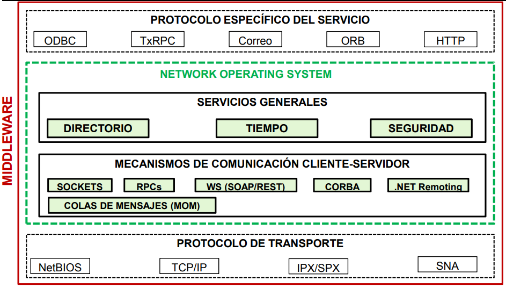 MIDDLEWARE
PROTOCOLO ESPECÍFICO DEL SERVICIO
ODBC TxRPC Correo ORB HTTP
NETWORK OPERATING SYSTEM
SERVICIOS GENERALES
DIRECTORIO TIEMPO SEGURIDAD
MECANISMOS DE COMUNICACIÓN CLIENTE-SERVIDOR
SOCKETS RPCs WS (SOAP/REST) CORBA .NET Remoting
COLAS DE MENSAJES (MOM)
PROTOCOLO DE TRANSPORTE
NetBIOS TCP/IP IPX/SPX SNA